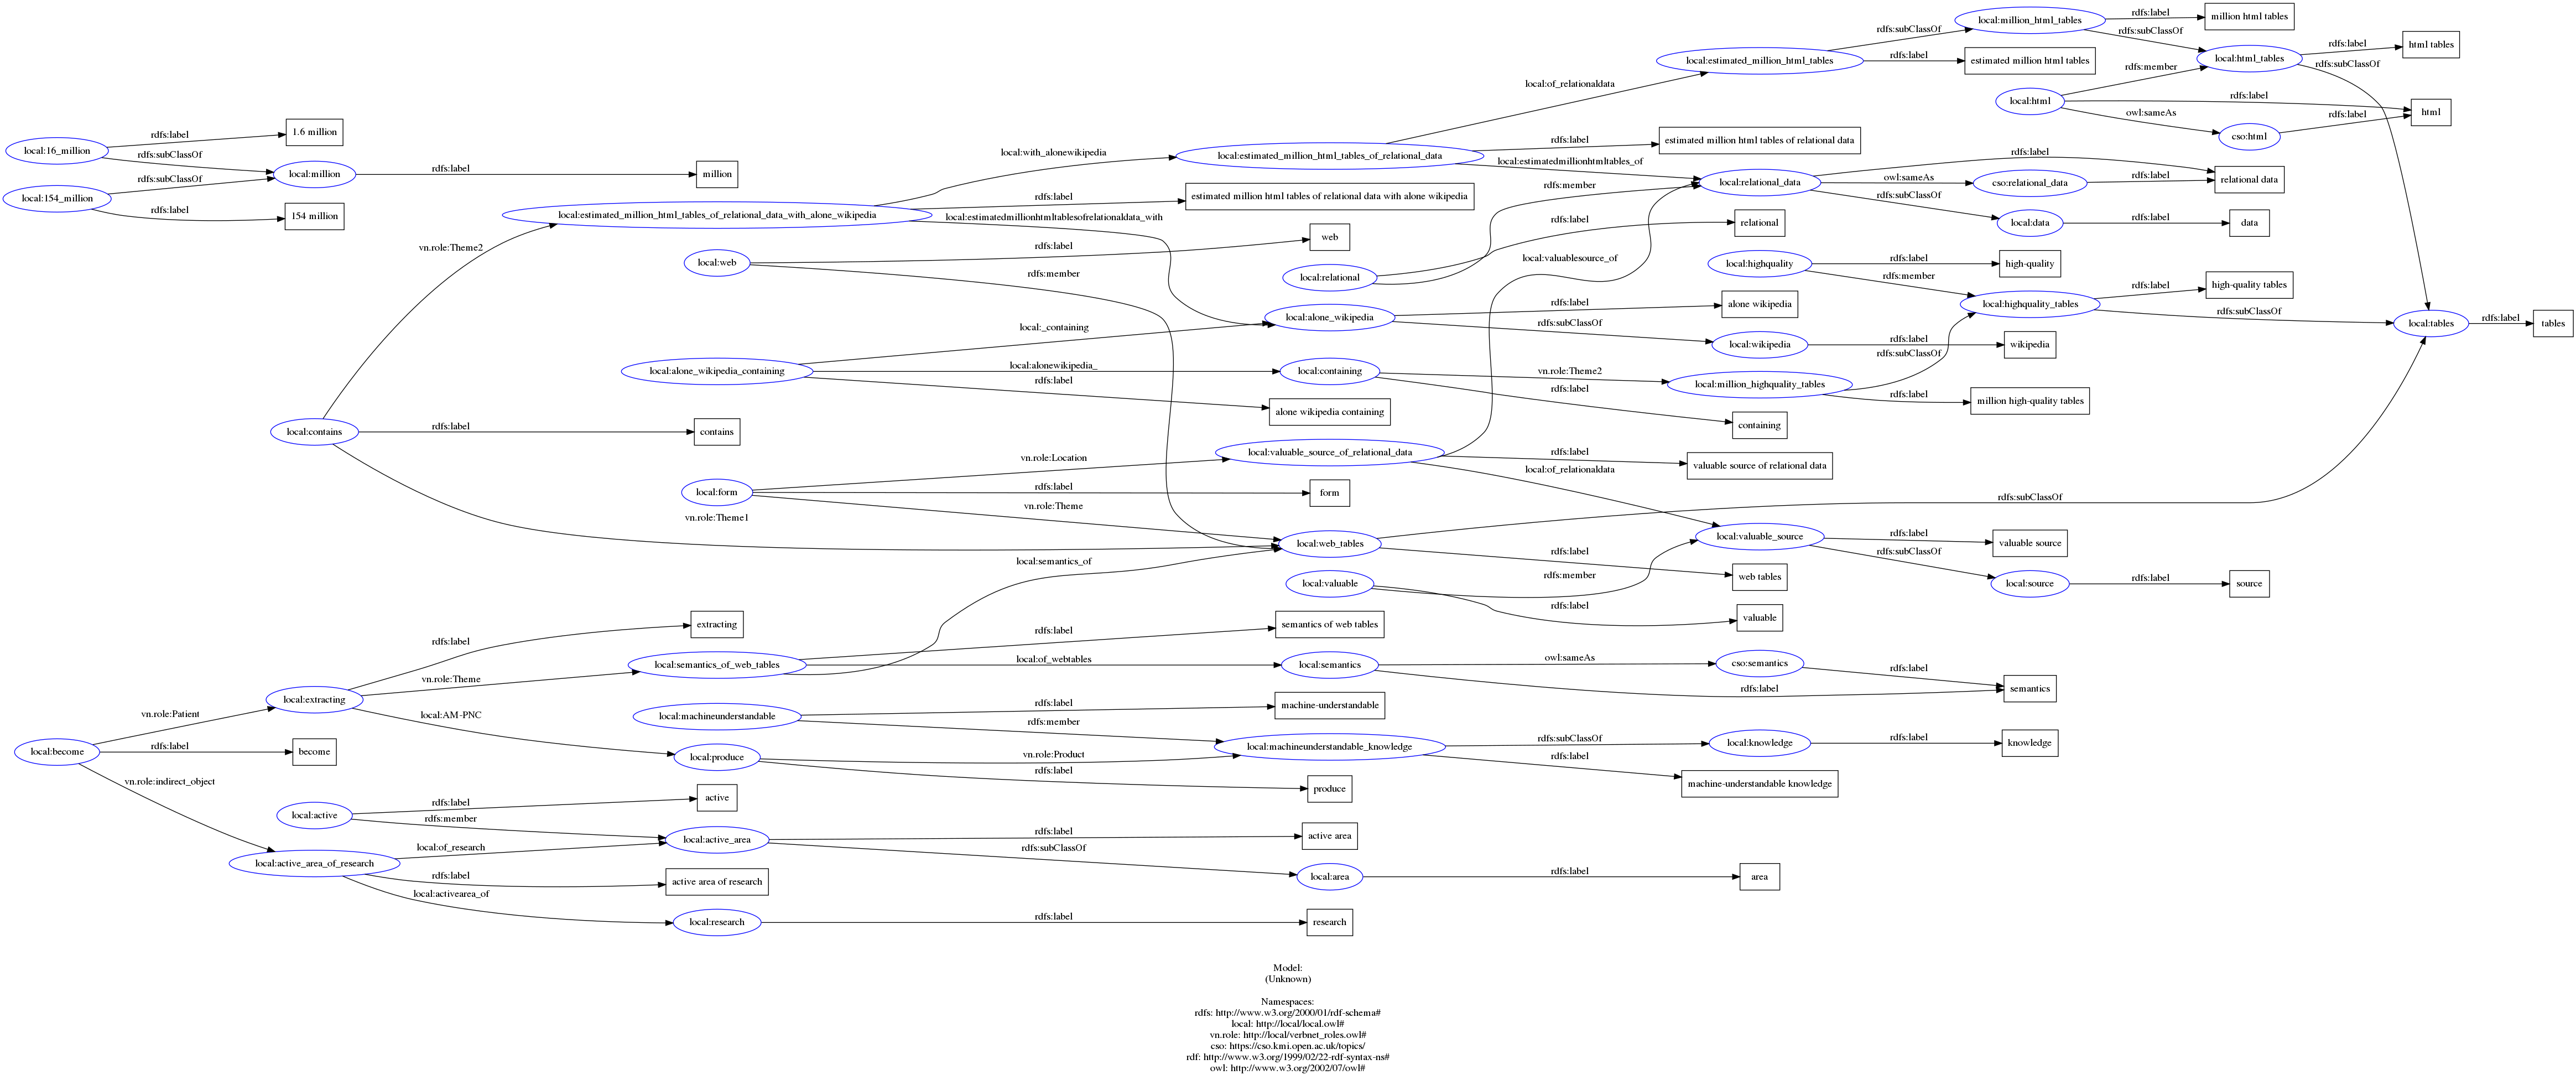 local:million_html_tables
rdfs:label
million html tables
rdfs:subClassOf
rdfs:subClassOf
local:html_tables
rdfs:label
html tables
local:estimated_million_html_tables
rdfs:label
estimated million html tables
rdfs:member
rdfs:subClassOf
local:of_relationaldata
local:html
rdfs:label
html
owl:sameAs
cso:html
rdfs:label
local:16_million
rdfs:label
1.6 million
rdfs:subClassOf
local:million
rdfs:label
million
local:154_million
rdfs:subClassOf
rdfs:label
154 million
local:with_alonewikipedia
local:estimated_million_html_tables_of_relational_data
rdfs:label
estimated million html tables of relational data
local:estimatedmillionhtmltables_of
rdfs:member
local:relational_data
rdfs:label
relational data
owl:sameAs
cso:relational_data
rdfs:label
rdfs:subClassOf
local:data
rdfs:label
data
local:estimated_million_html_tables_of_relational_data_with_alone_wikipedia
rdfs:label
estimated million html tables of relational data with alone wikipedia
local:estimatedmillionhtmltablesofrelationaldata_with
vn.role:Theme2
rdfs:label
relational
local:web
rdfs:label
web
rdfs:member
local:relational
local:valuablesource_of
local:highquality
rdfs:label
high-quality
rdfs:member
local:highquality_tables
rdfs:label
high-quality tables
rdfs:subClassOf
local:tables
rdfs:label
tables
local:_containing
local:alone_wikipedia
rdfs:label
alone wikipedia
rdfs:subClassOf
local:wikipedia
rdfs:label
wikipedia
rdfs:subClassOf
local:alone_wikipedia_containing
local:alonewikipedia_
local:containing
vn.role:Theme2
local:million_highquality_tables
rdfs:label
million high-quality tables
rdfs:label
alone wikipedia containing
rdfs:label
containing
local:contains
rdfs:label
contains
vn.role:Theme1
vn.role:Location
local:valuable_source_of_relational_data
rdfs:label
valuable source of relational data
local:of_relationaldata
local:form
rdfs:label
form
vn.role:Theme
rdfs:subClassOf
local:web_tables
rdfs:label
web tables
local:valuable_source
rdfs:label
valuable source
rdfs:subClassOf
local:source
rdfs:label
source
local:semantics_of
local:valuable
rdfs:member
rdfs:label
valuable
rdfs:label
extracting
rdfs:label
semantics of web tables
local:semantics_of_web_tables
local:of_webtables
local:semantics
owl:sameAs
cso:semantics
rdfs:label
rdfs:label
semantics
vn.role:Theme
local:extracting
local:AM-PNC
vn.role:Patient
local:machineunderstandable
rdfs:label
machine-understandable
rdfs:member
local:machineunderstandable_knowledge
rdfs:subClassOf
local:knowledge
rdfs:label
knowledge
rdfs:label
machine-understandable knowledge
local:become
rdfs:label
become
local:produce
vn.role:Product
rdfs:label
produce
vn.role:indirect_object
local:active
rdfs:label
active
rdfs:member
local:active_area
rdfs:label
active area
rdfs:subClassOf
local:area
rdfs:label
area
local:active_area_of_research
local:of_research
rdfs:label
active area of research
local:activearea_of
local:research
rdfs:label
research
Model:
(Unknown)
Namespaces:
rdfs: http://www.w3.org/2000/01/rdf-schema#
local: http://local/local.owl#
vn.role: http://local/verbnet_roles.owl#
cso: https://cso.kmi.open.ac.uk/topics/
rdf: http://www.w3.org/1999/02/22-rdf-syntax-ns#
owl: http://www.w3.org/2002/07/owl#